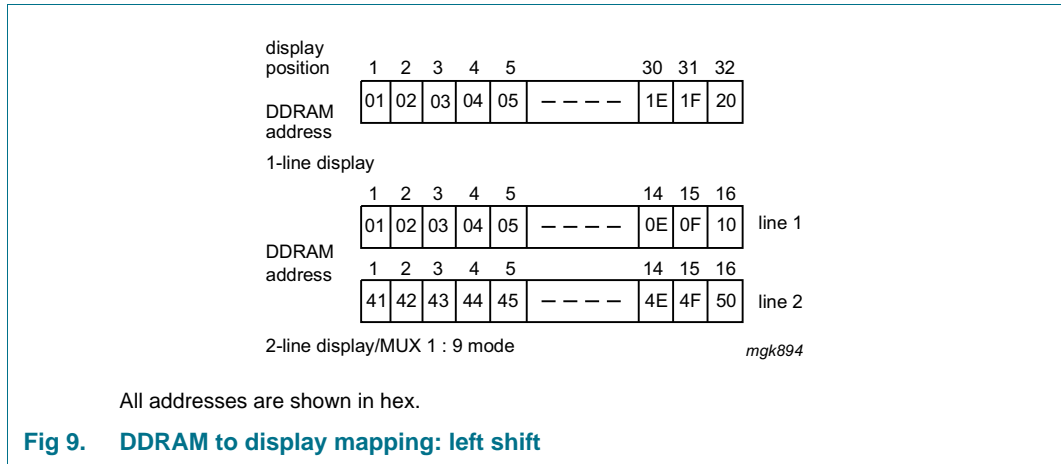 display
position 1 2 3 4 5 30 31 32
01 02 03 04 05 – – – – 1E 1F 20
DDRAM
address
1-line display
1 2 3 4 5 14 15 16
01 02 03 04 05 – – – – 0E 0F 10 line 1
DDRAM
address 1 2 3 4 5 14 15 16
41 42 43 44 45 – – – – 4E 4F 50 line 2
2-line display/MUX 1 : 9 mode mgk894
All addresses are shown in hex.
Fig 9. DDRAM to display mapping: left shift